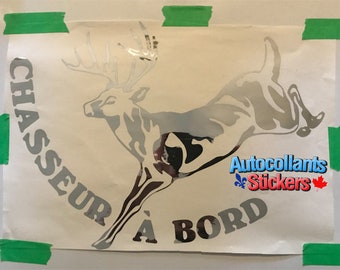 CHASSEUR À BORD
Autocollants
Stickers